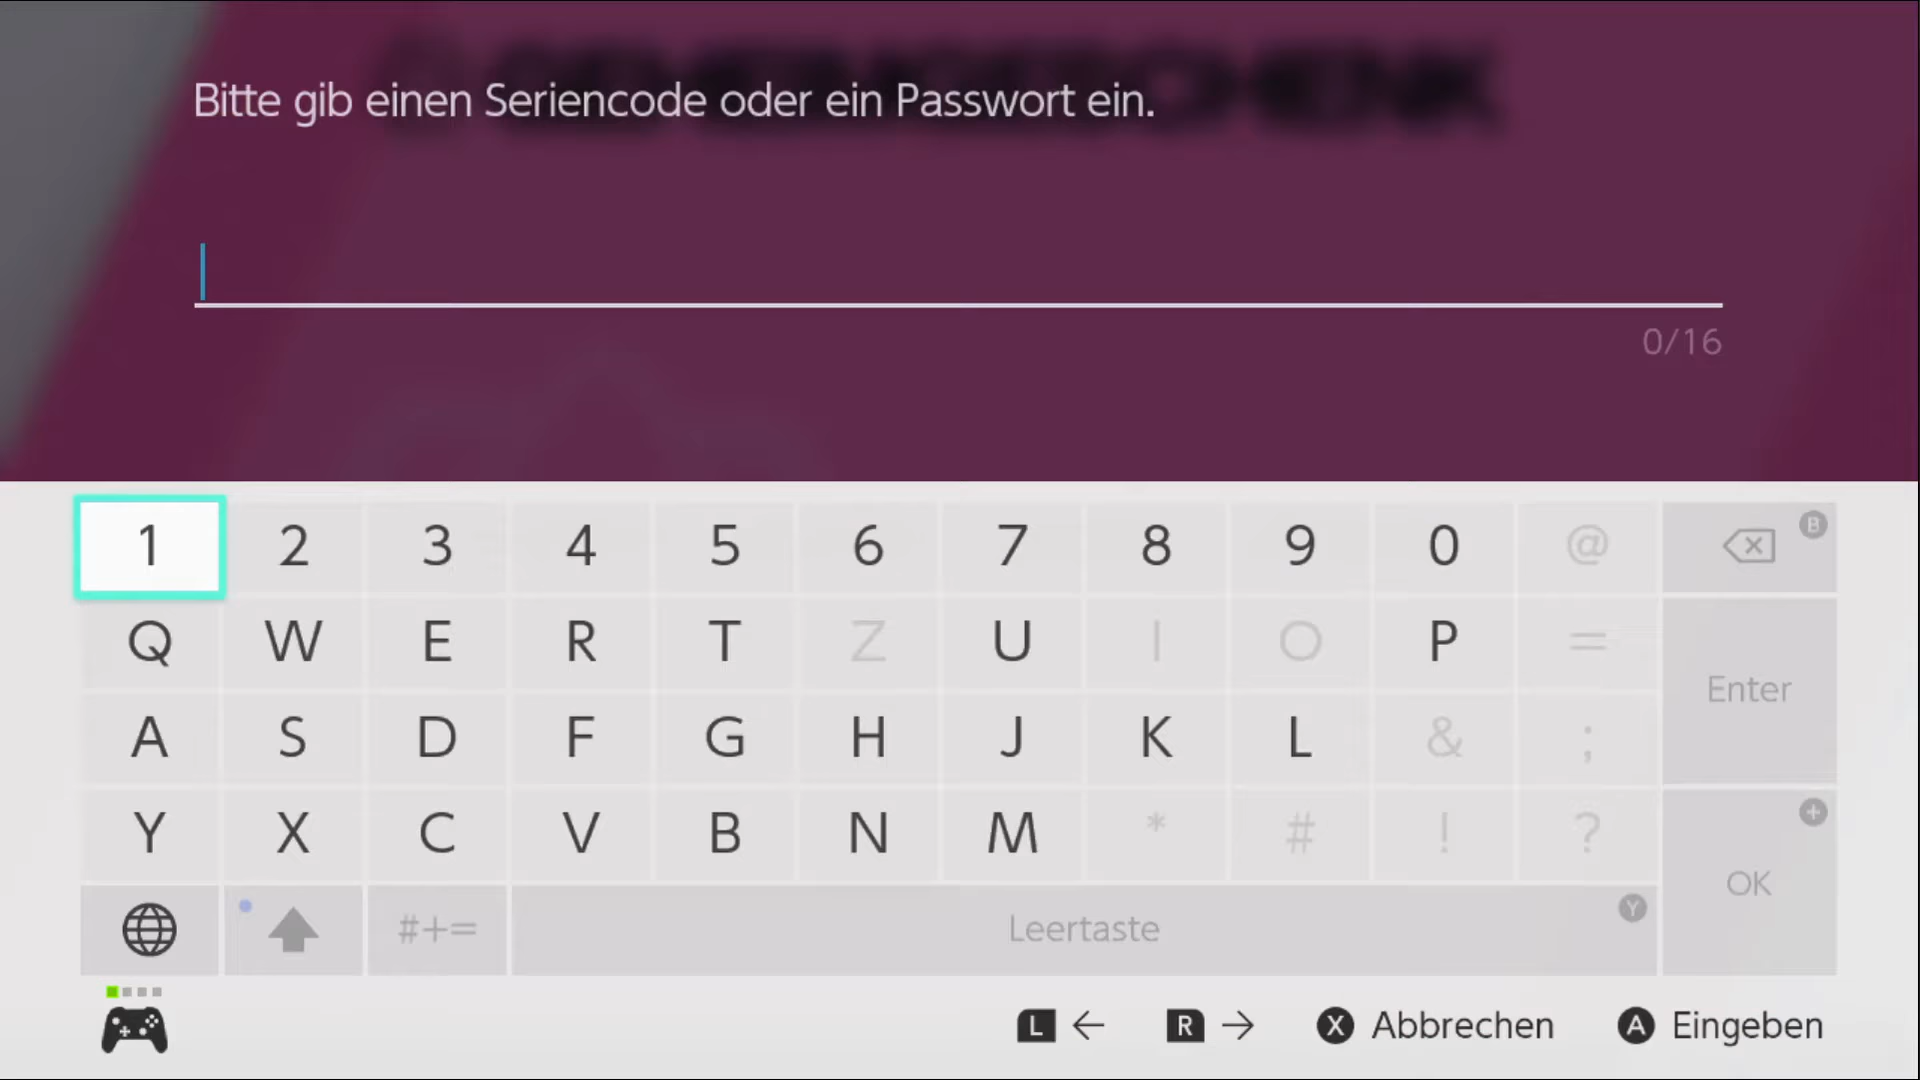 GEHEIMGESCHENK
Bitte gib einen Seriencode oder ein Passwort ein.
0/16
1 2 3 4 5 6 7 8 9 0 @ B
Q W E R T Z U I O P =
Enter
A S D F G H J K L & ;
Y X C V B N M * # ! ? +
OK
#+= Leertaste Y
L ← R → X Abbrechen A Eingeben